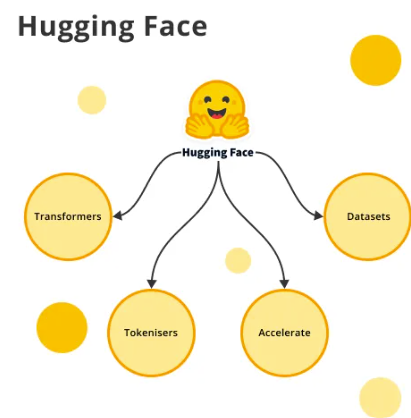 Hugging Face
Hugging Face
Transformers
Datasets
Tokenisers
Accelerate